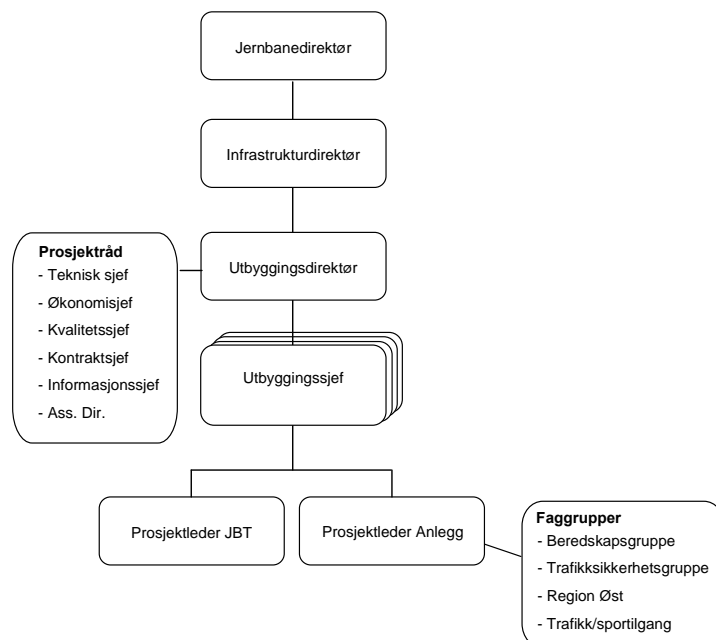 Jernbanedirektør
Infrastrukturdirektør
Prosjektråd
- Teknisk sjef
- Økonomisjef
- Kvalitetssjef
- Kontraktsjef
- Informasjonssjef
- Ass. Dir.
Utbyggingsdirektør
Utbyggingssjef
Prosjektleder JBT
Prosjektleder Anlegg
Faggrupper
- Beredskapsgruppe
- Trafikksikkerhetsgruppe
- Region Øst
- Trafikk/sportilgang